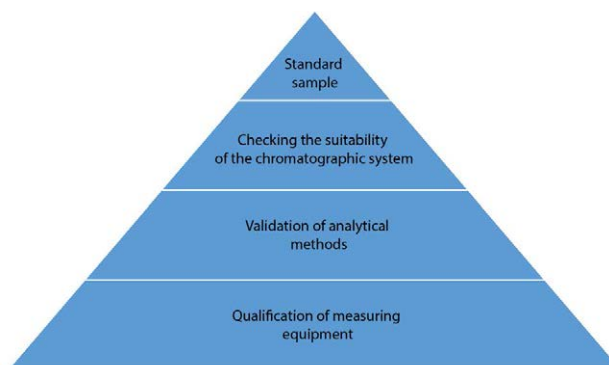 Standard
sample
Checking the suitability
of the chromatographic system
Validation of analytical
methods
Qualification of measuring
equipment